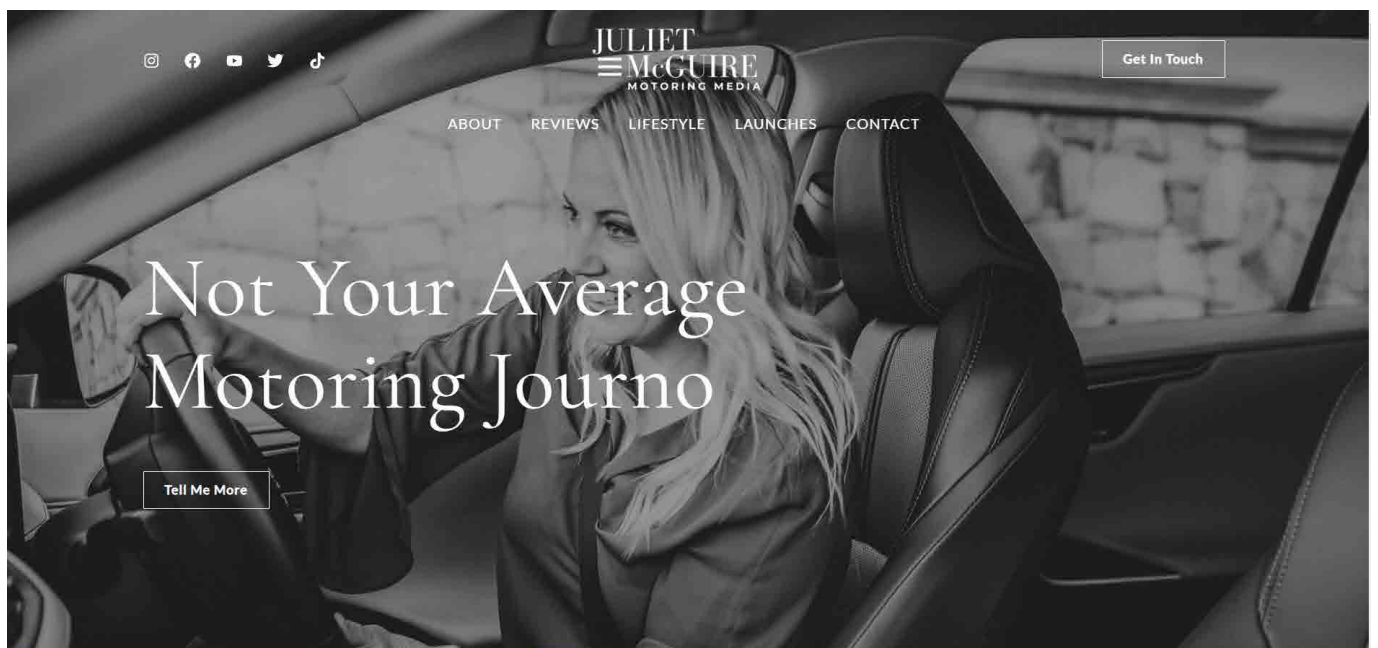 JULIET
McGUIRE
MOTORING MEDIA
Get In Touch
ABOUT REVIEWS LIFESTYLE LAUNCHES CONTACT
Not Your Average
Motoring Journo
Tell Me More